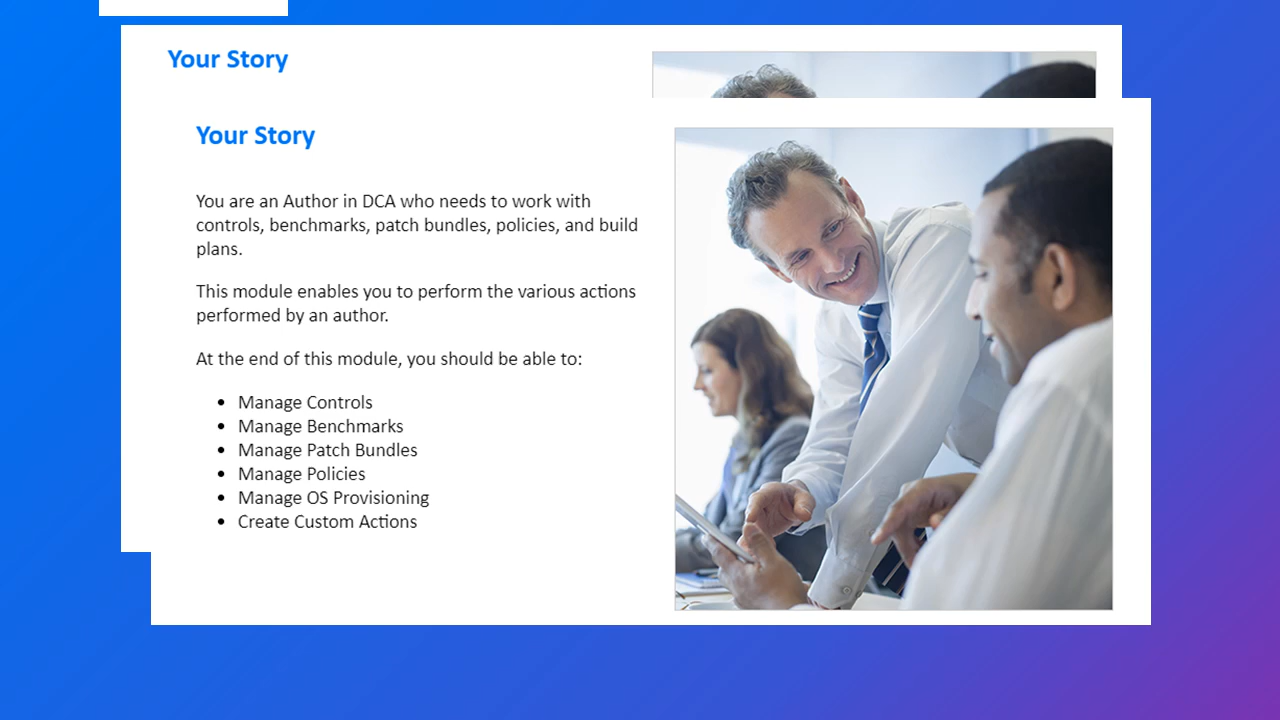 Your Story
Your Story
You are an Author in DCA who needs to work with
controls, benchmarks, patch bundles, policies, and build
plans.
This module enables you to perform the various actions
performed by an author.
At the end of this module, you should be able to:
• Manage Controls
• Manage Benchmarks
• Manage Patch Bundles
• Manage Policies
• Manage OS Provisioning
• Create Custom Actions